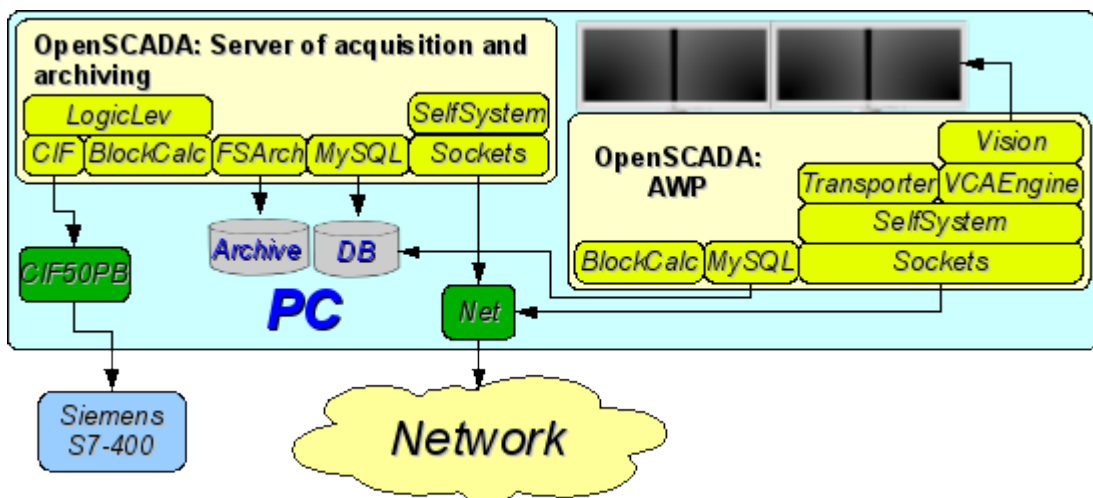 OpenSCADA: Server of acquisition and
archiving
LogicLev
SelfSystem
CIF
BlockCalc
FSArch
MySQL
Sockets
OpenSCADA:
AWP
Vision
Transporter
VCAEngine
SelfSystem
BlockCalc
MySQL
Sockets
Archive
DB
CIF50PB
PC
Net
Siemens
S7-400
Network